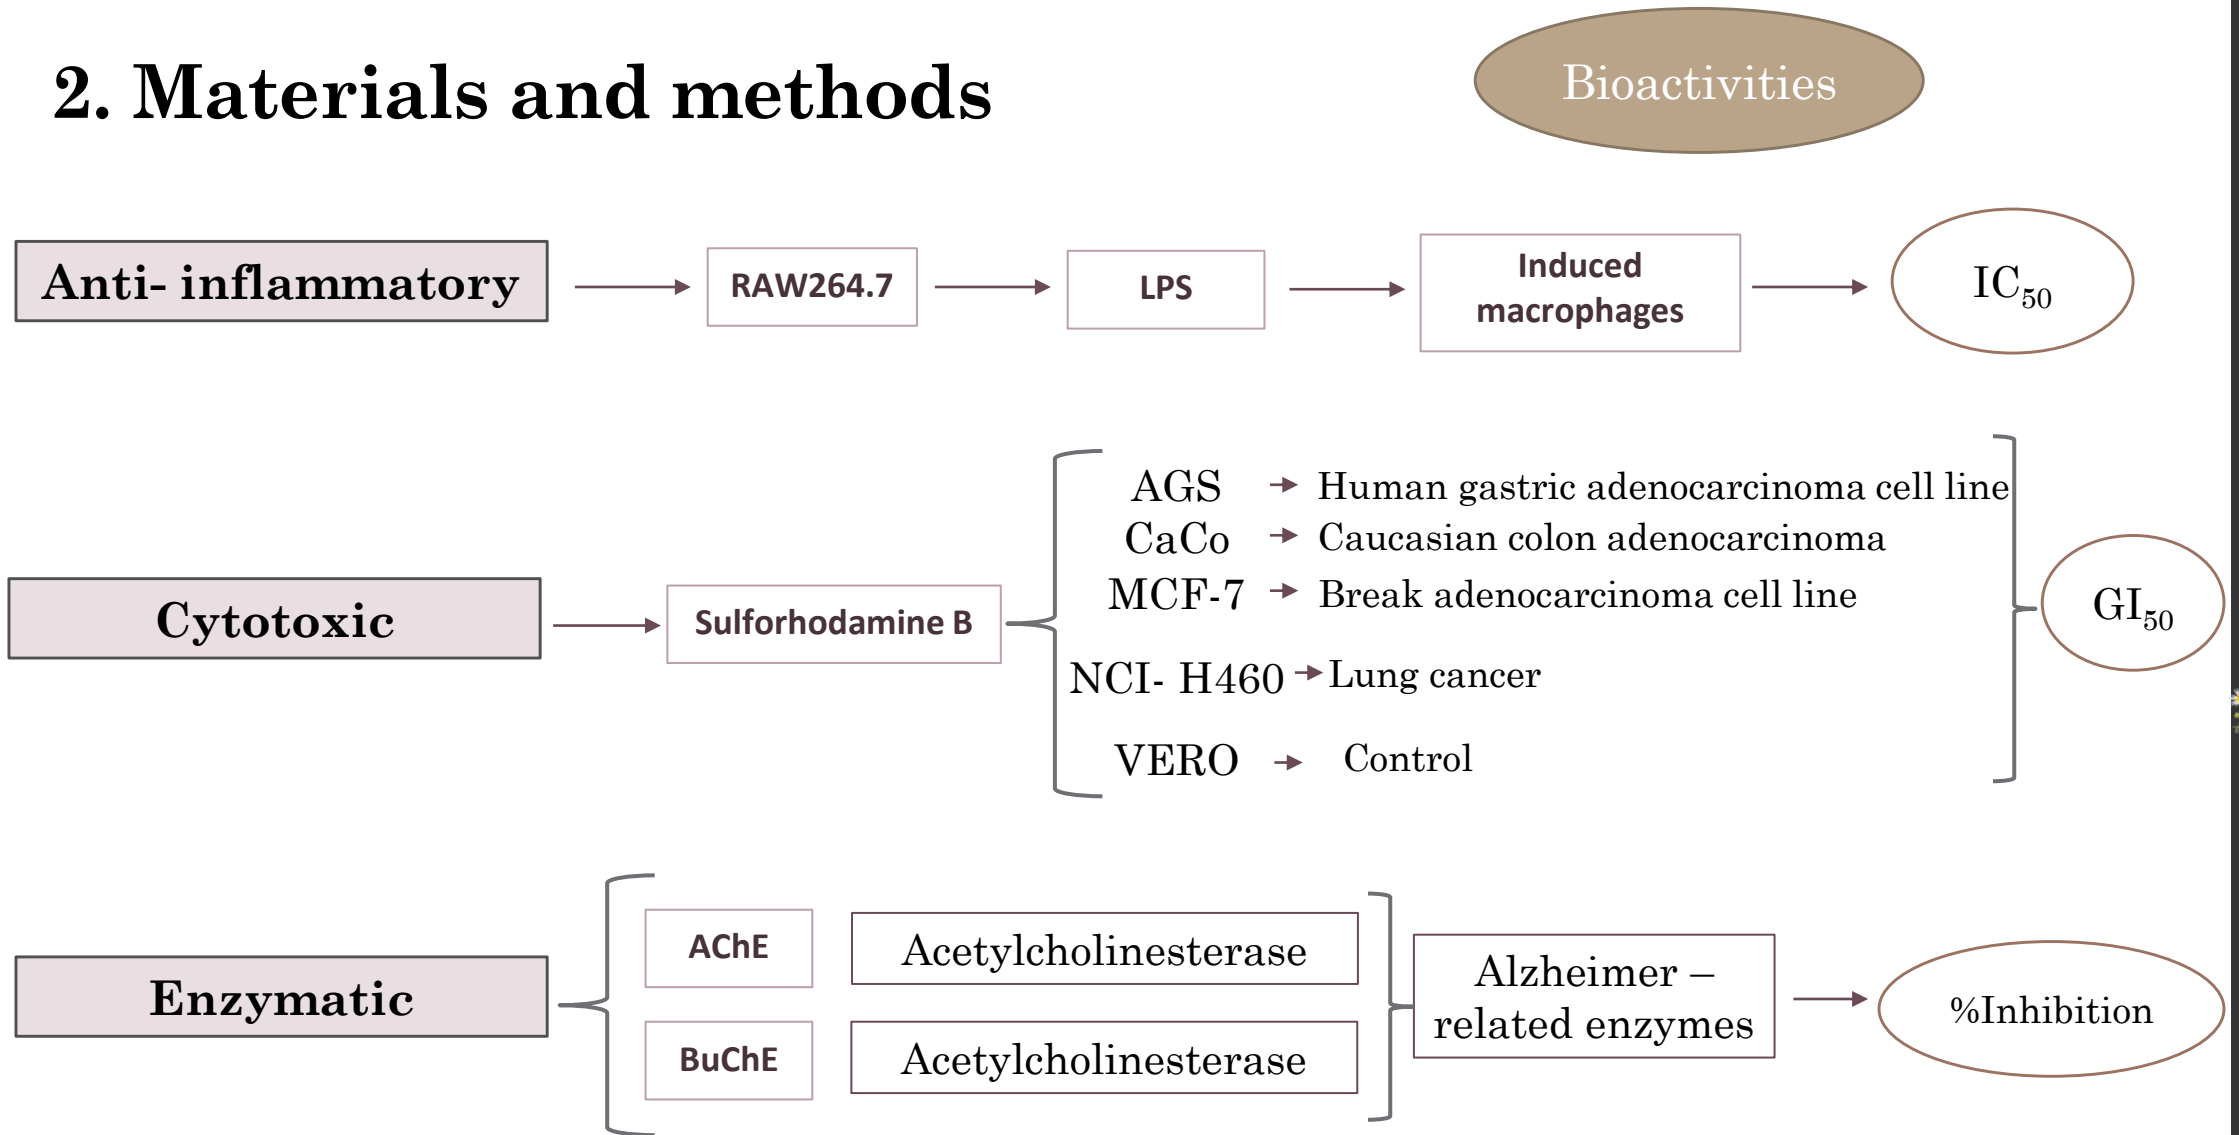 2. Materials and methods
Bioactivities
Anti- inflammatory
RAW264.7
LPS
Induced
macrophages
IC50
Cytotoxic
Sulforhodamine B
AGS
Human gastric adenocarcinoma cell line
CaCo
Caucasian colon adenocarcinoma
MCF-7
Break adenocarcinoma cell line
NCI- H460
Lung cancer
VERO
Control
GI50
Enzymatic
AChE
Acetylcholinesterase
BuChE
Acetylcholinesterase
Alzheimer –
related enzymes
%Inhibition